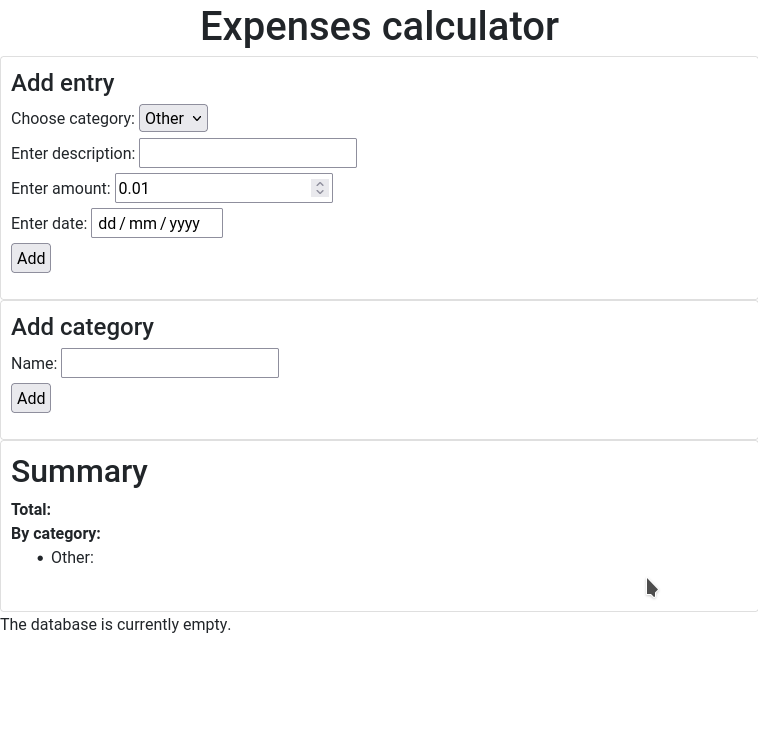 Expenses calculator
Add entry
Choose category: Other
Enter description:
Enter amount: 0.01
Enter date: dd / mm / yyyy
Add
Add category
Name:
Add
Summary
Total:
By category:
• Other:
The database is currently empty.